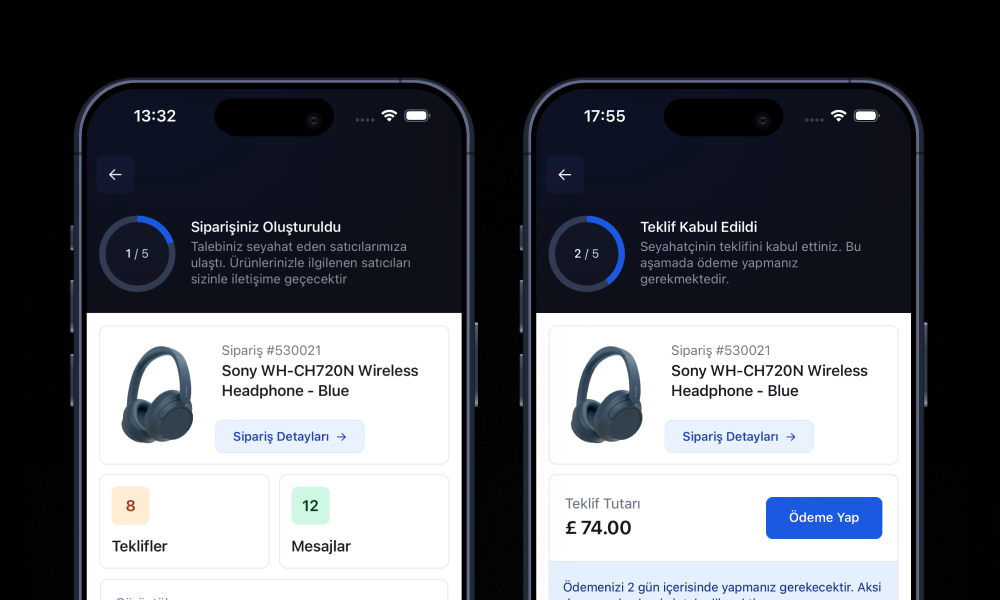 13:32
1 / 5
Siparişiniz Oluşturuldu
Talebiniz seyahat eden satıcılarımıza
ulaştı. Ürünlerinizle ilgilenen satıcıları
sizinle iletişime geçecektir
Sipariş #530021
Sony WH-CH720N Wireless
Headphone - Blue
Sipariş Detayları →
8
Teklifler
12
Mesajlar
17:55
2 / 5
Teklif Kabul Edildi
Seyahatçinin teklifini kabul ettiniz. Bu
aşamada ödeme yapmanız
gerekmektedir.
Sipariş #530021
Sony WH-CH720N Wireless
Headphone - Blue
Sipariş Detayları →
Teklif Tutarı
£ 74.00
Ödeme Yap
Ödemenizi 2 gün içerisinde yapmanız gerekecektir. Aksi